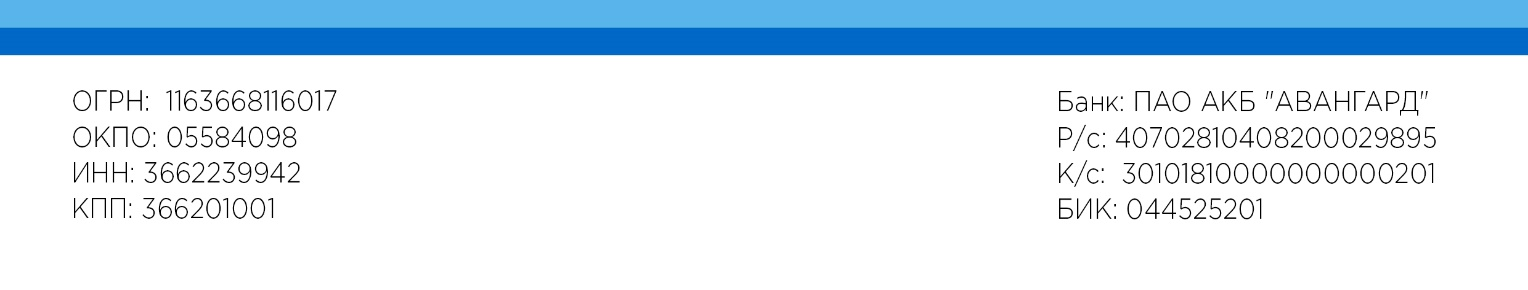 ОГРН: 1163668116017
ОКПО: 05584098
ИНН: 3662239942
КПП: 366201001
Банк: ПАО АКБ "АВАНГАРД"
Р/с: 40702810408200029895
К/с: 30101810000000000201
БИК: 044525201